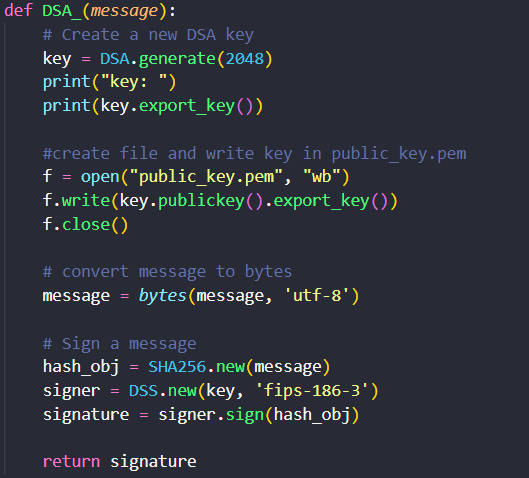 def DSA_(message):
    # Create a new DSA key
    key = DSA.generate(2048)
    print("key: ")
    print(key.export_key())

    #create file and write key in public_key.pem
    f = open("public_key.pem", "wb")
    f.write(key.publickey().export_key())
    f.close()

    # convert message to bytes
    message = bytes(message, 'utf-8')

    # Sign a message
    hash_obj = SHA256.new(message)
    signer = DSS.new(key, 'fips-186-3')
    signature = signer.sign(hash_obj)

    return signature